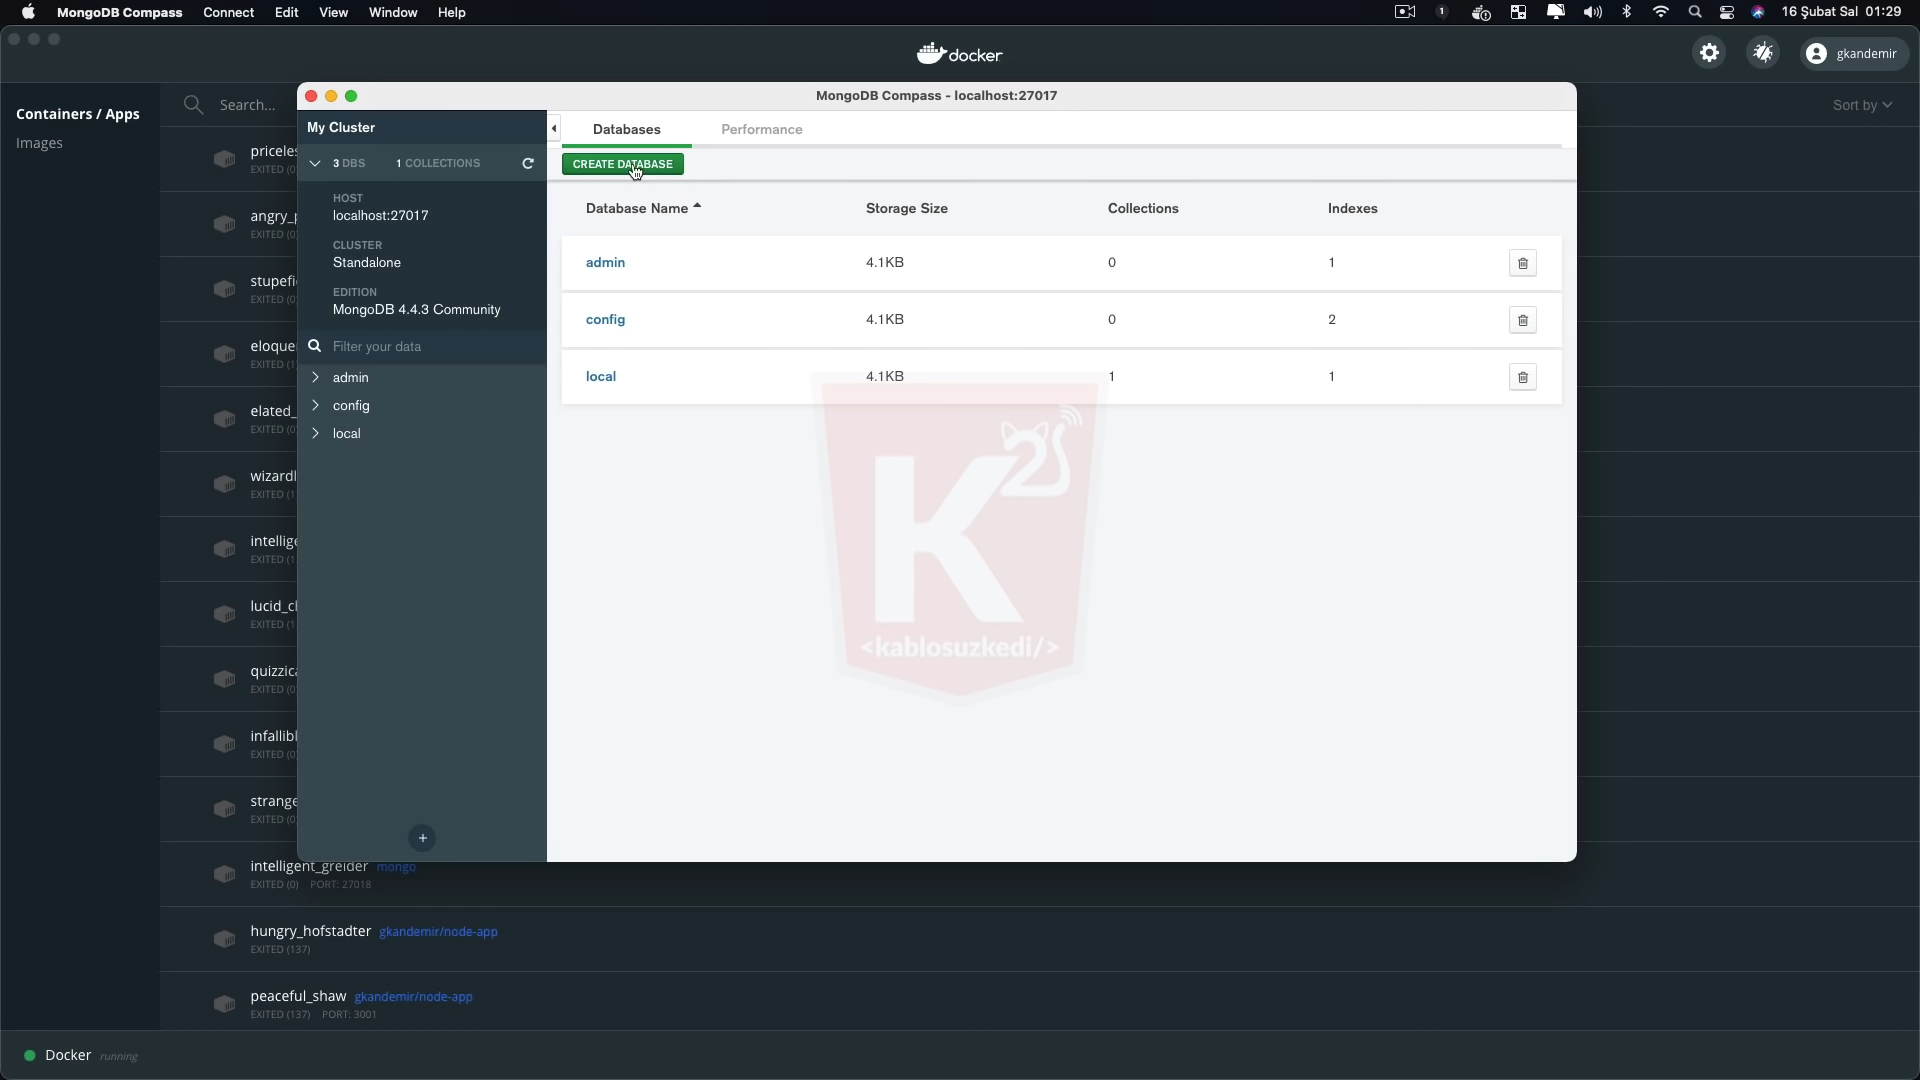 MongoDB Compass Connect Edit View Window Help
1
16 Şubat Sal 01:29
docker
gkandemir
Containers / Apps
Images
Search...
Sort by
MongoDB Compass - localhost:27017
My Cluster
3 DBS 1 COLLECTIONS
HOST
localhost:27017
CLUSTER
Standalone
EDITION
MongoDB 4.4.3 Community
Filter your data
admin
config
local
Databases Performance
CREATE DATABASE
Database Name Storage Size Collections Indexes
admin 4.1KB 0 1
config 4.1KB 0 2
local 4.1KB 1 1
K
<kablosuzkedi/>
intelligent_greider mongo
EXITED (0) PORT: 27018
hungry_hofstadter gkandemir/node-app
EXITED (137)
peaceful_shaw gkandemir/node-app
EXITED (137) PORT: 3001
Docker running